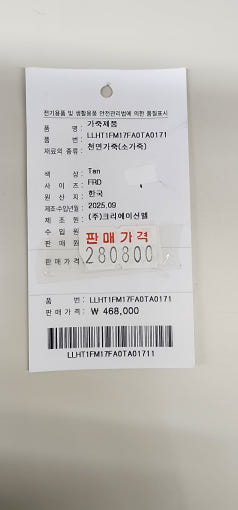 전기용품 및 생활용품 안전관리법에 의한 품질표시
품 명 : 가죽제품
품 번 : LLHT1FM17FA0TA0171
재료의 종류 : 천연가죽(소가죽)
색 상 : Tan
사 이 즈 : FRD
원 산 지 : 한국
제조·수입년월 : 2025.09
제 조 원 : (주)크리에이션엘
수 입 원
판 매 원
판매가격
판매가격 280800
품 번 : LLHT1FM17FA0TA0171
판매가격 : ₩ 468,000
LLHT1FM17FA0TA01711